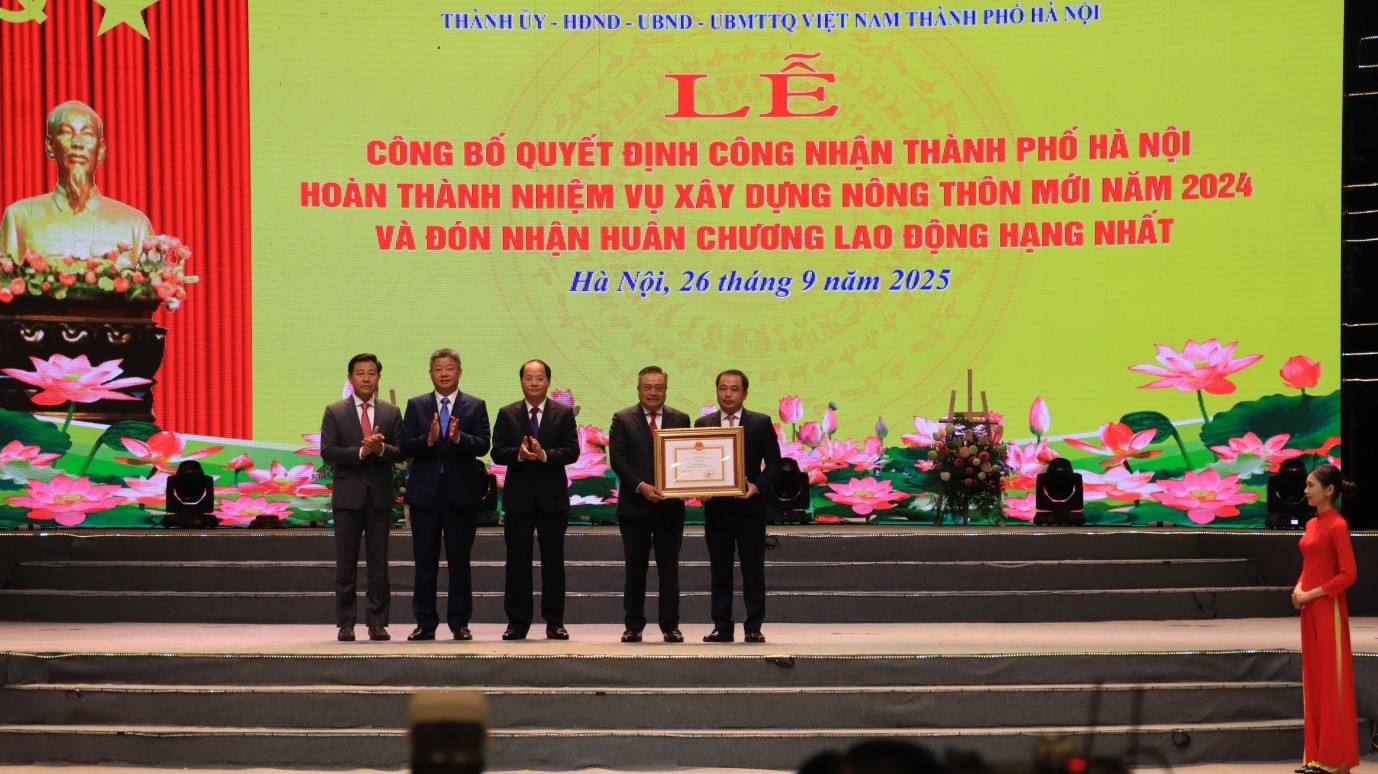 THÀNH ỦY - HĐND - UBND - UBMTTQ VIỆT NAM THÀNH PHỐ HÀ NỘI
LỄ
CÔNG BỐ QUYẾT ĐỊNH CÔNG NHẬN THÀNH PHỐ HÀ NỘI
HOÀN THÀNH NHIỆM VỤ XÂY DỰNG NÔNG THÔN MỚI NĂM 2024
VÀ ĐÓN NHẬN HUÂN CHƯƠNG LAO ĐỘNG HẠNG NHẤT
Hà Nội, 26 tháng 9 năm 2025